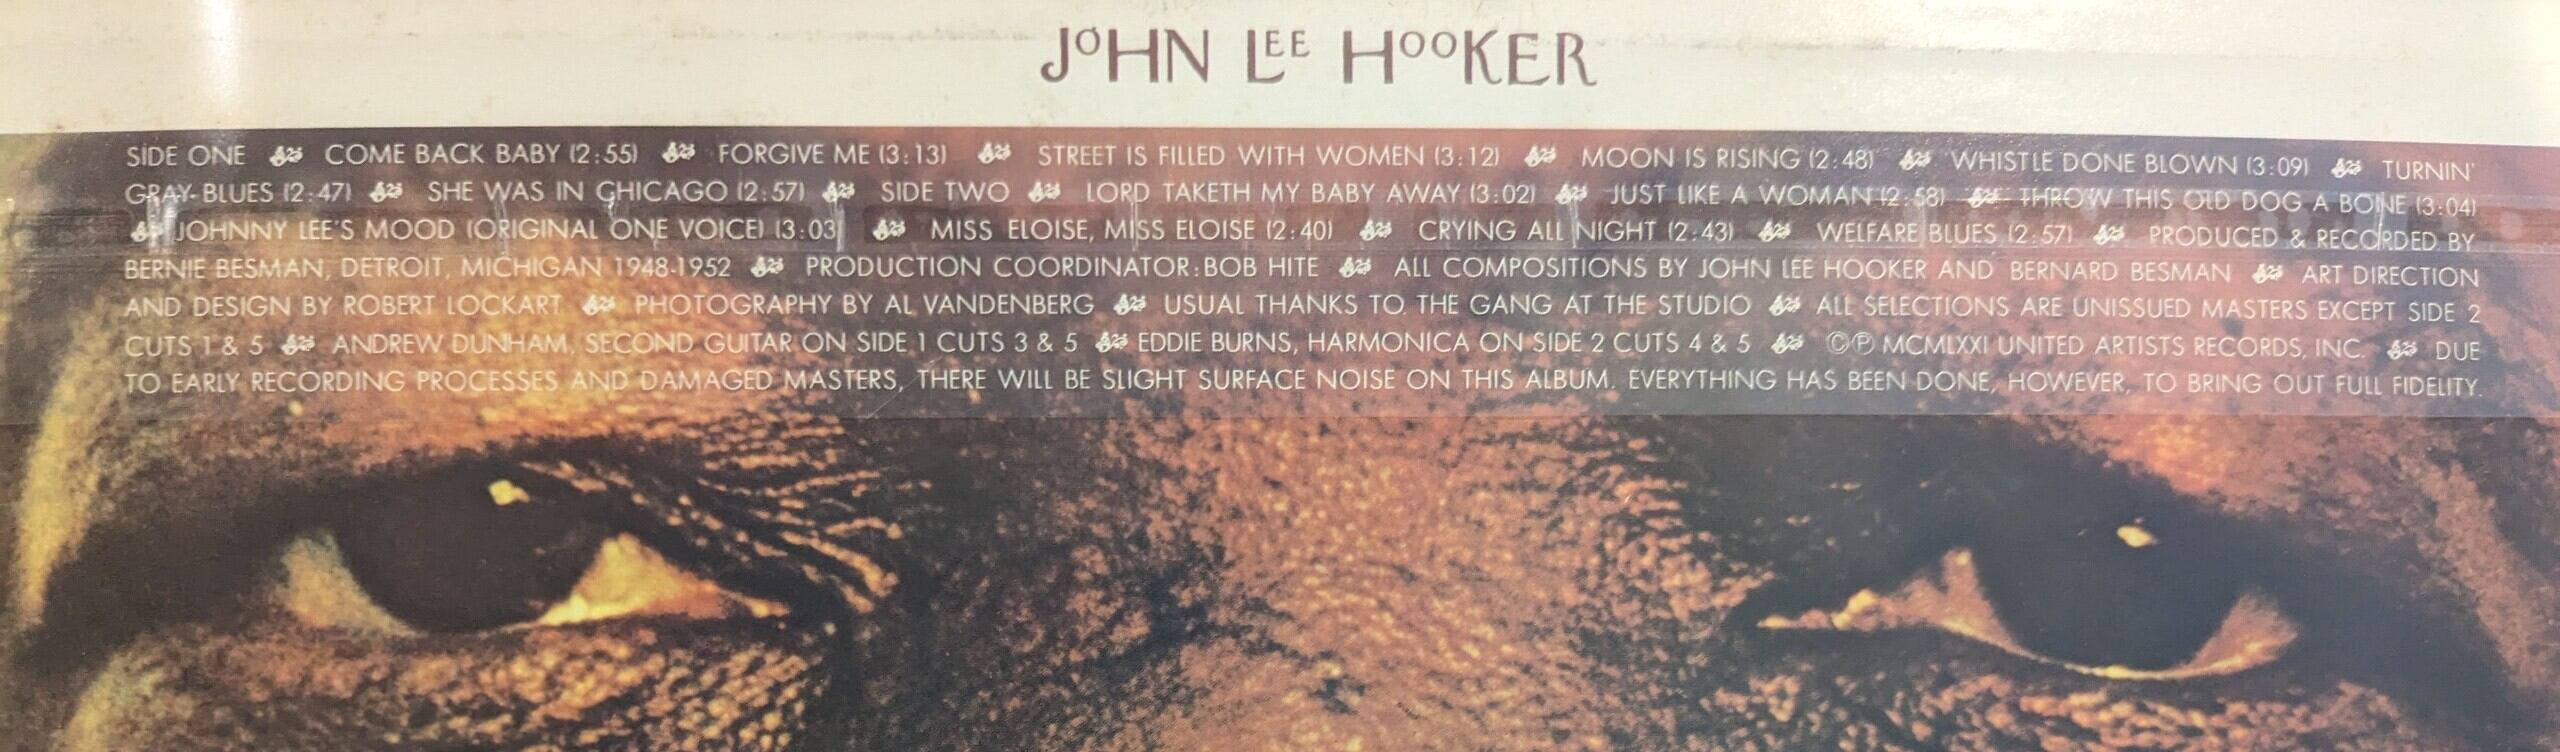 JOHN LEE HOOKER
SIDE ONE COME BACK BABY (2:55) FORGIVE ME (3:13) STREET IS FILLED WITH WOMEN (3:12) MOON IS RISING (2:48) WHISTLE DONE BLOWN (3:09) TURNIN'
GRAY BLUES (2:47) SHE WAS IN CHICAGO (2:57) SIDE TWO LORD TAKETH MY BABY AWAY (3:02) JUST LIKE A WOMAN (2:58) THROW THIS OLD DOG A BONE (3:04)
JOHNNY LEE'S MOOD (ORIGINAL ONE VOICE) (3:03) MISS ELOISE, MISS ELOISE (2:40) CRYING ALL NIGHT (2:43) WELFARE BLUES (2:57) PRODUCED & RECORDED BY
BERNIE BESMAN, DETROIT, MICHIGAN 1948-1952 PRODUCTION COORDINATOR: BOB HITE ALL COMPOSITIONS BY JOHN LEE HOOKER AND BERNARD BESMAN ART DIRECTION
AND DESIGN BY ROBERT LOCKART PHOTOGRAPHY BY AL VANDENBERG USUAL THANKS TO THE GANG AT THE STUDIO ALL SELECTIONS ARE UNISSUED MASTERS EXCEPT SIDE 2
CUTS 1 & 5 ANDREW DUNHAM, SECOND GUITAR ON SIDE 1 CUTS 3 & 5 EDDIE BURNS, HARMONICA ON SIDE 2 CUTS 4 & 5 ©℗ MCMLXXI UNITED ARTISTS RECORDS, INC. DUE
TO EARLY RECORDING PROCESSES AND DAMAGED MASTERS, THERE WILL BE SLIGHT SURFACE NOISE ON THIS ALBUM. EVERYTHING HAS BEEN DONE, HOWEVER, TO BRING OUT FULL FIDELITY.